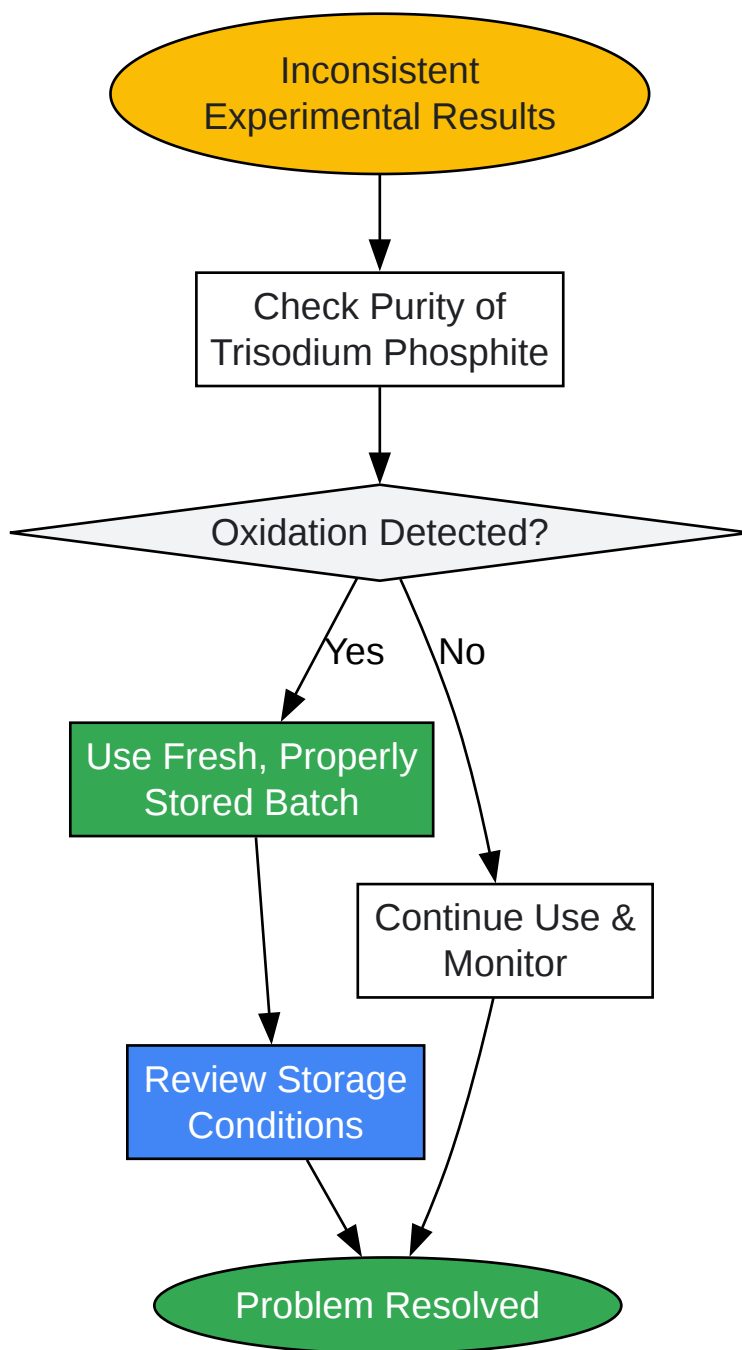 Inconsistent
Experimental Results
Check Purity of
Trisodium Phosphite
Oxidation Detected?
Yes
No
Use Fresh, Properly
Stored Batch
Continue Use &
Monitor
Review Storage
Conditions
Problem Resolved